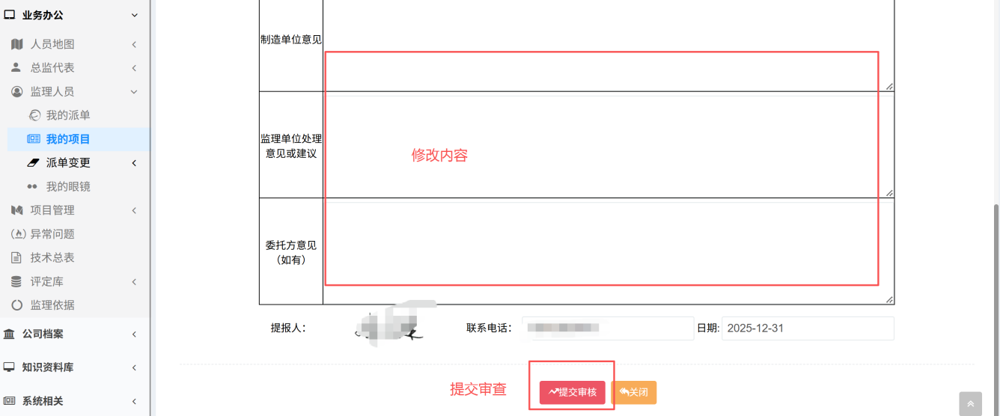 业务办公
人员地图
总监代表
监理人员
我的派单
我的项目
派单变更
我的眼镜
项目管理
异常问题
技术总表
评定库
监理依据
公司档案
知识资料库
系统相关
制造单位意见
监理单位处理
意见或建议
修改内容
委托方意见
（如有）
提报人： 联系电话： 日期: 2025-12-31
提交审查 提交审核 关闭